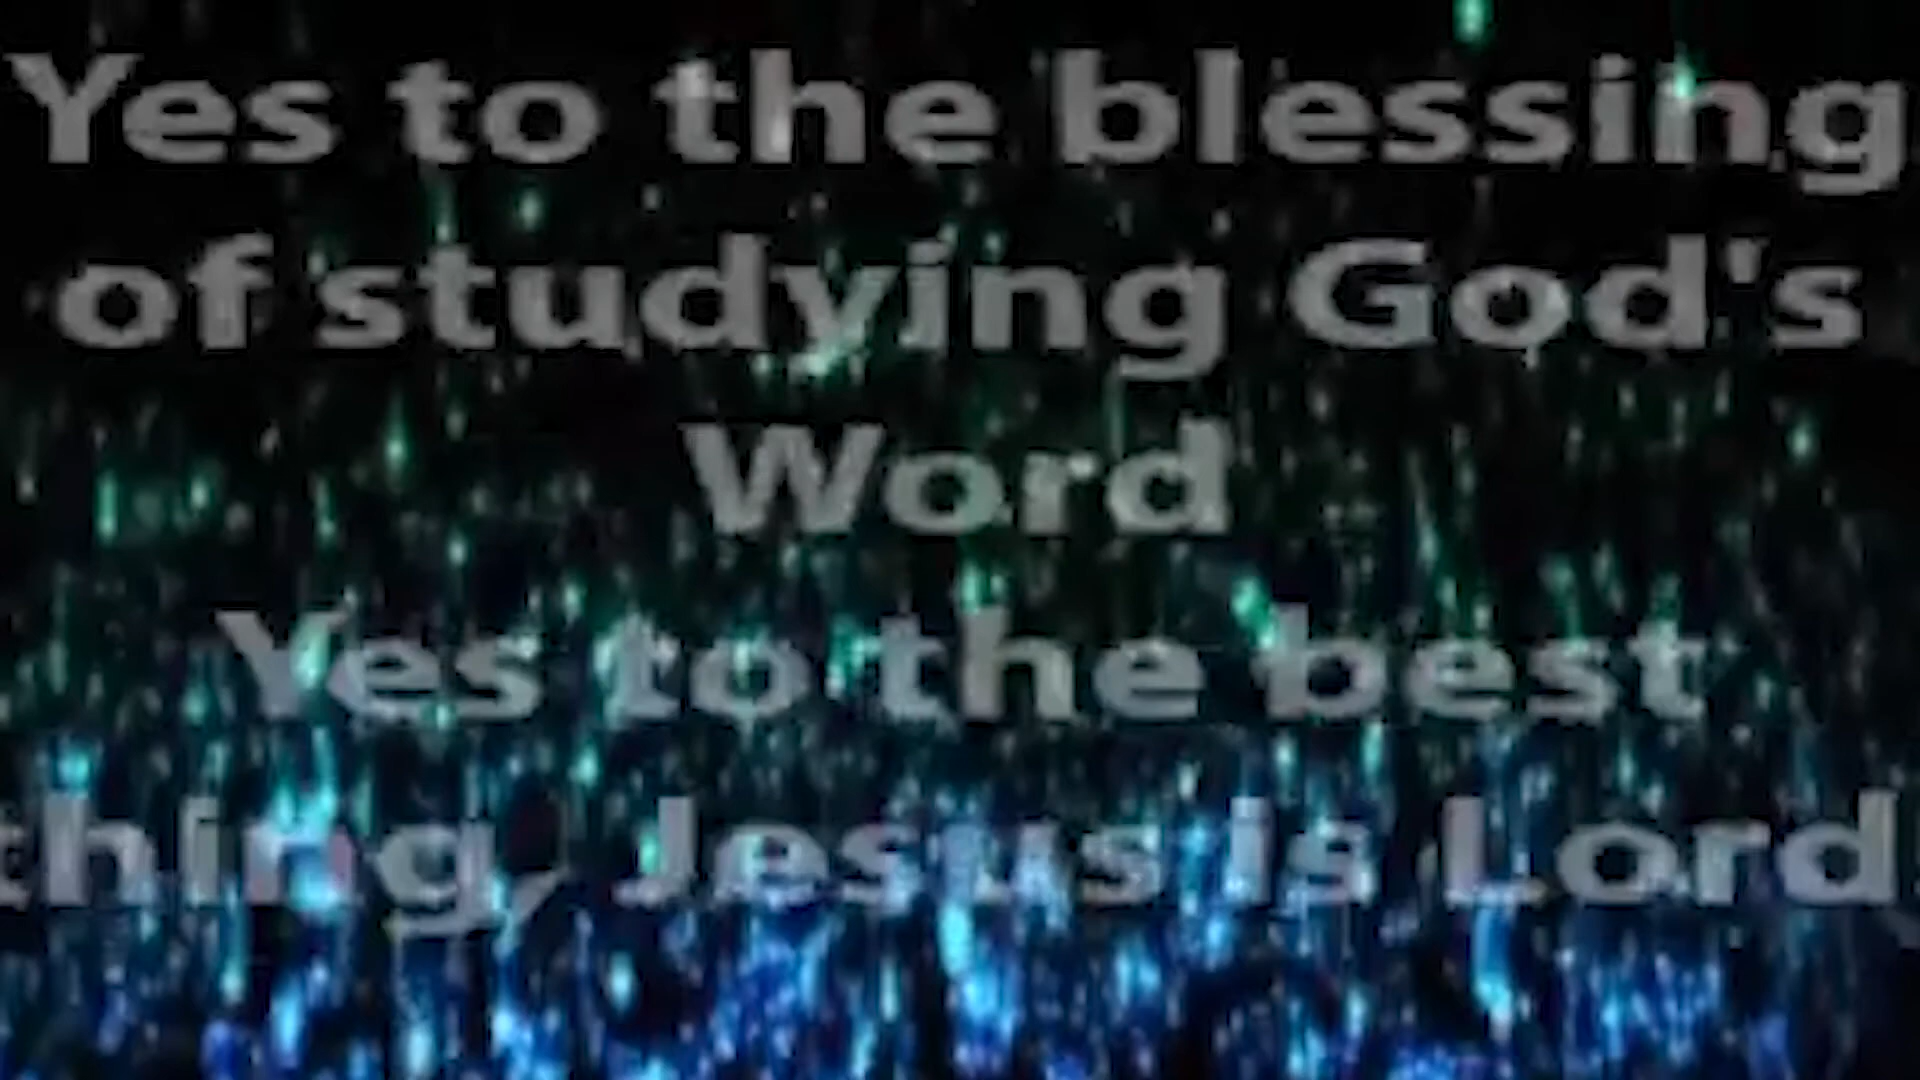 Yes to the blessing
of studying God's
Word
Yes to the best
thing, Jesus is Lord